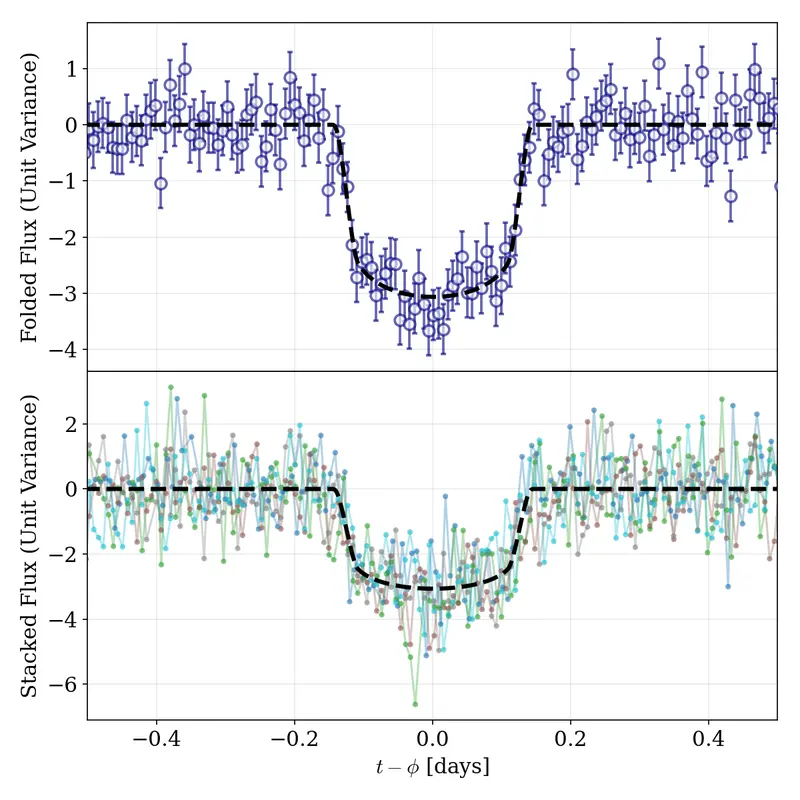 Folded Flux (Unit Variance)
1
0
−1
−2
−3
−4
Stacked Flux (Unit Variance)
2
0
−2
−4
−6
−0.4 −0.2 0.0 0.2 0.4
t − ϕ [days]